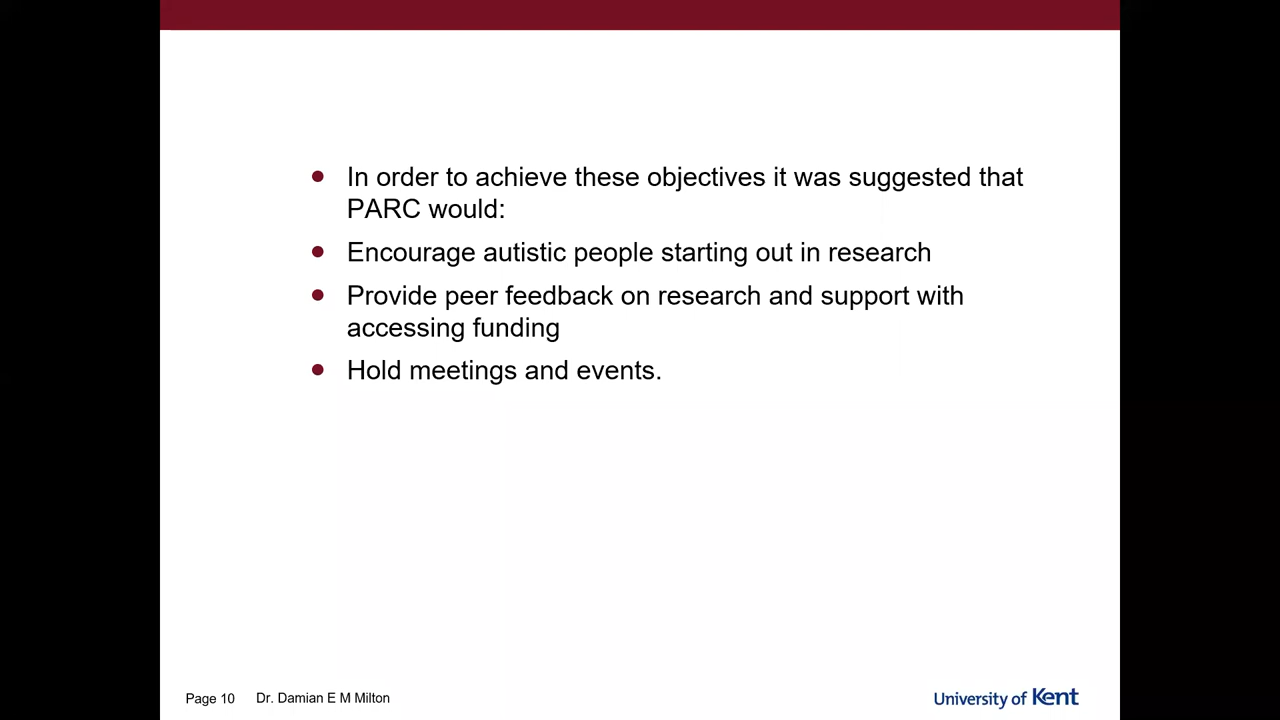 ● In order to achieve these objectives it was suggested that
PARC would:
● Encourage autistic people starting out in research
● Provide peer feedback on research and support with
accessing funding
● Hold meetings and events.
Page 10 Dr. Damian E M Milton
University of Kent